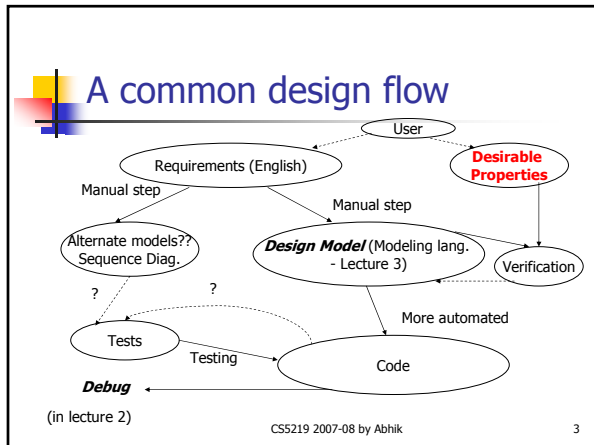 A common design flow
User
Requirements (English)
Desirable
Properties
Manual step
Manual step
Alternate models??
Sequence Diag.
Design Model (Modeling lang.
- Lecture 3)
Verification
?
?
More automated
Tests
Testing
Code
Debug
(in lecture 2)
CS5219 2007-08 by Abhik
3